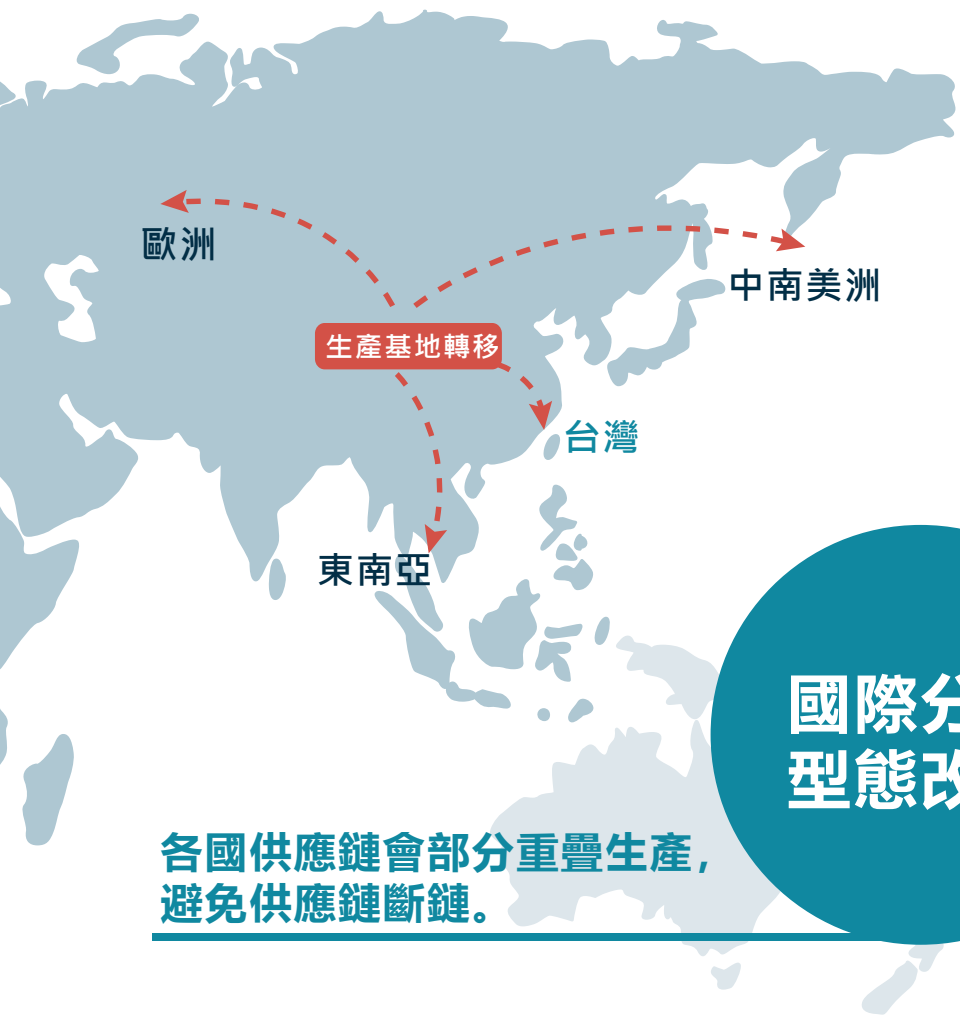 歐洲
中南美洲
生產基地轉移
台灣
東南亞
國際分
型態改
各國供應鏈會部分重疊生產，
避免供應鏈斷鏈。